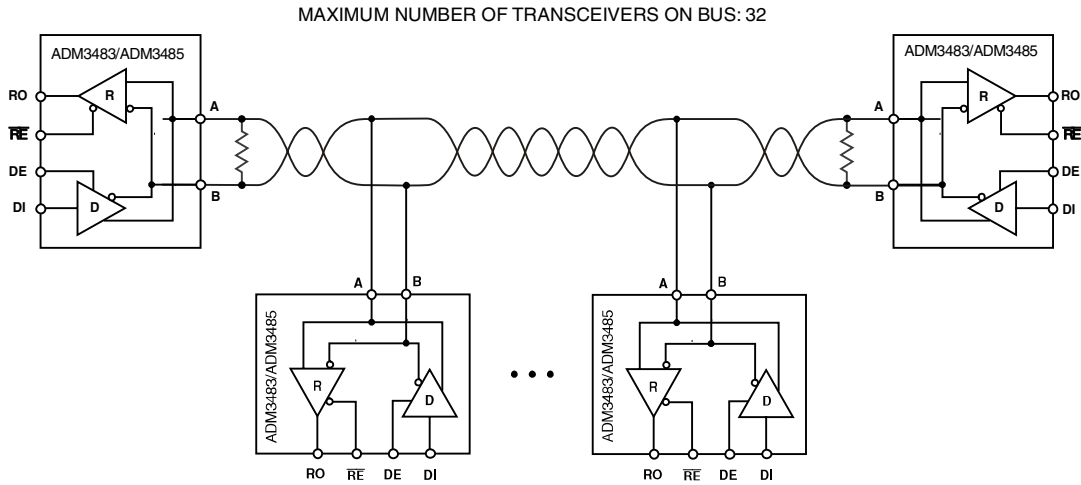 MAXIMUM NUMBER OF TRANSCEIVERS ON BUS: 32
ADM3483/ADM3485
RO
R
RE
DE
D
DI
A
B
ADM3483/ADM3485
A
B
R
RO
RE
DE
D
DI
A
B
ADM3483/ADM3485
R
D
RO
RE
DE
DI
• • •
A
B
ADM3483/ADM3485
R
D
RO
RE
DE
DI